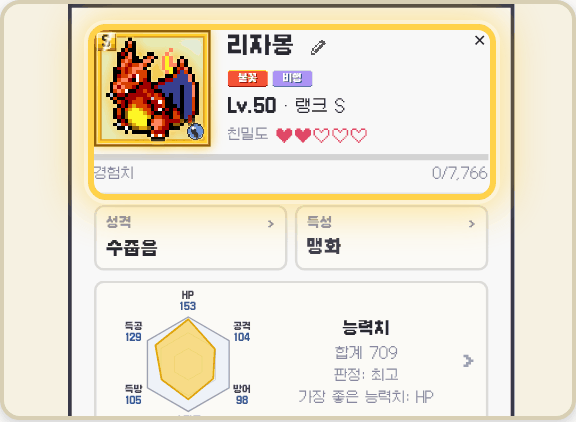 S
리자몽
×
불꽃 비행
Lv.50 · 랭크 S
친밀도
경험치 0/7,766
성격 >
수줍음
특성 >
맹화
HP
153
특공
129
공격
104
특방
105
방어
98
능력치
합계 709
판정: 최고
가장 좋은 능력치: HP